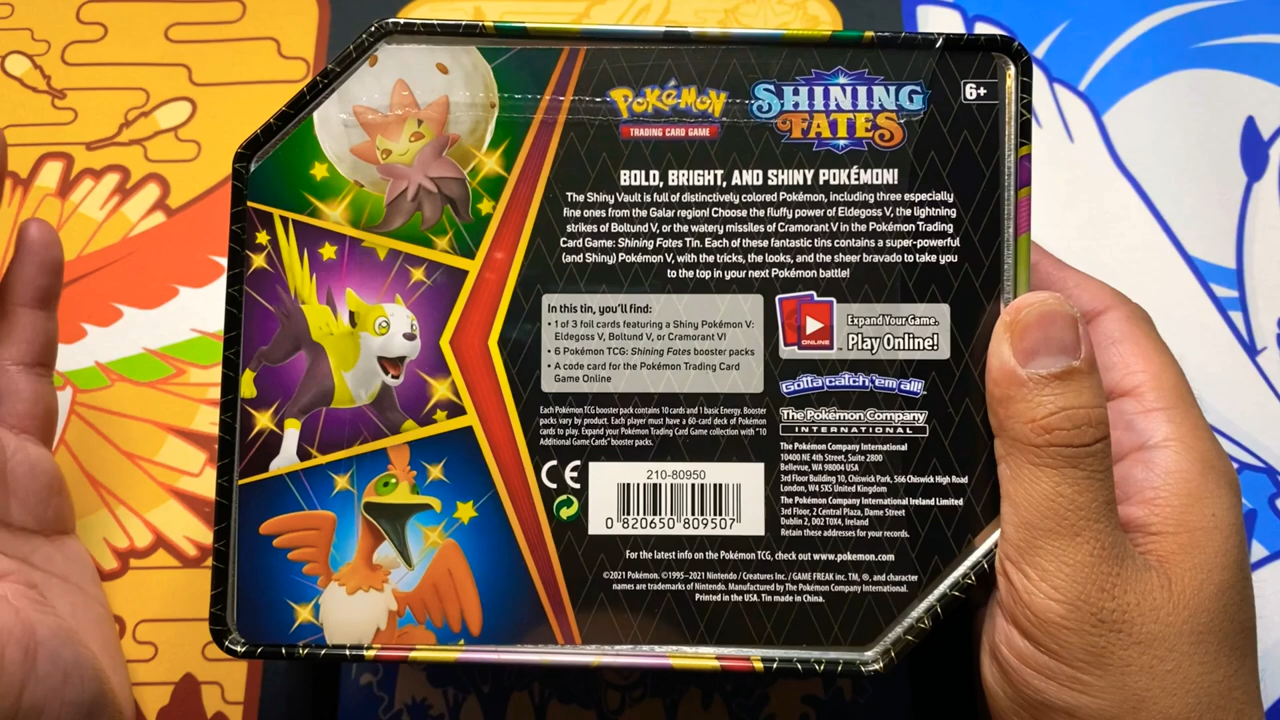 Pokémon
TRADING CARD GAME
SHINING
FATES
6+
BOLD, BRIGHT, AND SHINY POKÉMON!
The Shiny Vault is full of distinctively colored Pokémon, including three especially
fine ones from the Galar region! Choose the fluffy power of Eldegoss V, the lightning
strikes of Boltund V, or the watery missiles of Cramorant V in the Pokémon Trading
Card Game: Shining Fates Tin. Each of these fantastic tins contains a super-powerful
(and Shiny) Pokémon V, with the tricks, the looks, and the sheer bravado to take you
to the top in your next Pokémon battle!
In this tin, you'll find:
• 1 of 3 foil cards featuring a Shiny Pokémon V:
Eldegoss V, Boltund V, or Cramorant V!
• 6 Pokémon TCG: Shining Fates booster packs
• A code card for the Pokémon Trading Card
Game Online
ONLINE
Expand Your Game.
Play Online!
Gotta catch 'em all!
The Pokémon Company
INTERNATIONAL
Each Pokémon TCG booster pack contains 10 cards and 1 basic Energy. Booster
packs vary by product. Each player must have a 60-card deck of Pokémon
cards to play. Expand your Pokémon Trading Card Game collection with "10
Additional Game Cards" booster packs.
CE
210-80950
0 820650 809507
The Pokémon Company International
10400 NE 4th Street, Suite 2800
Bellevue, WA 98004 USA
3rd Floor Building 10, Chiswick Park, 566 Chiswick High Road
London, W4 5XS United Kingdom
The Pokémon Company International Ireland Limited
3rd Floor, 2 Central Plaza, Dame Street
Dublin 2, D02 T0X4, Ireland
Retain these addresses for your records.
For the latest info on the Pokémon TCG, check out www.pokemon.com
©2021 Pokémon. ©1995–2021 Nintendo / Creatures Inc. / GAME FREAK inc. TM, ®, and character
names are trademarks of Nintendo. Manufactured by The Pokémon Company International.
Printed in the USA. Tin made in China.